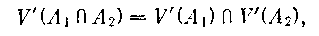 V′(A₁ ∩ A₂) = V′(A₁) ∩ V′(A₂),